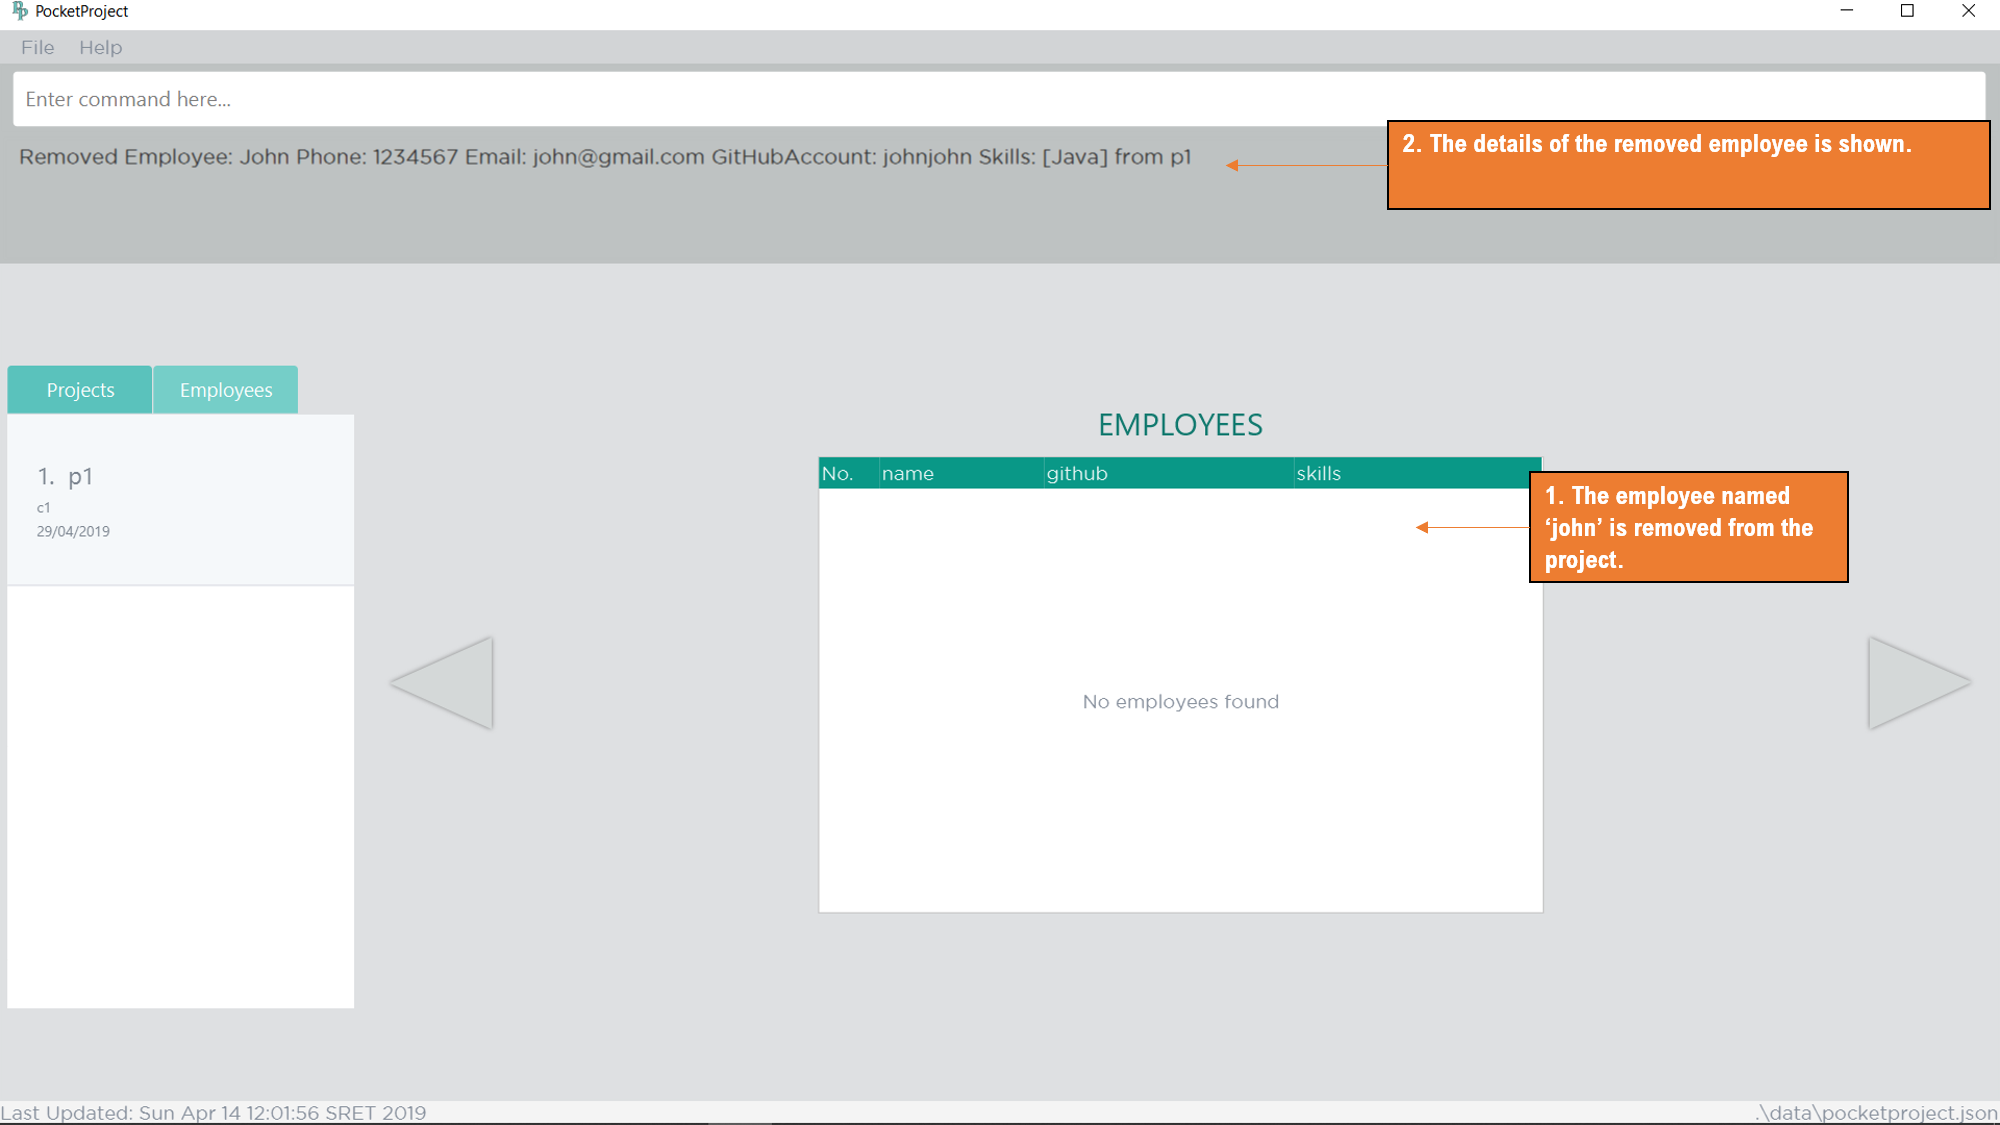 PocketProject
File Help
Enter command here...
Removed Employee: John Phone: 1234567 Email: john@gmail.com GitHubAccount: johnjohn Skills: [Java] from p1
2. The details of the removed employee is shown.
Projects Employees
1. p1
c1
29/04/2019
EMPLOYEES
No. name github skills
1. The employee named
‘john’ is removed from the
project.
No employees found
Last Updated: Sun Apr 14 12:01:56 SRET 2019
.\data\pocketproject.json